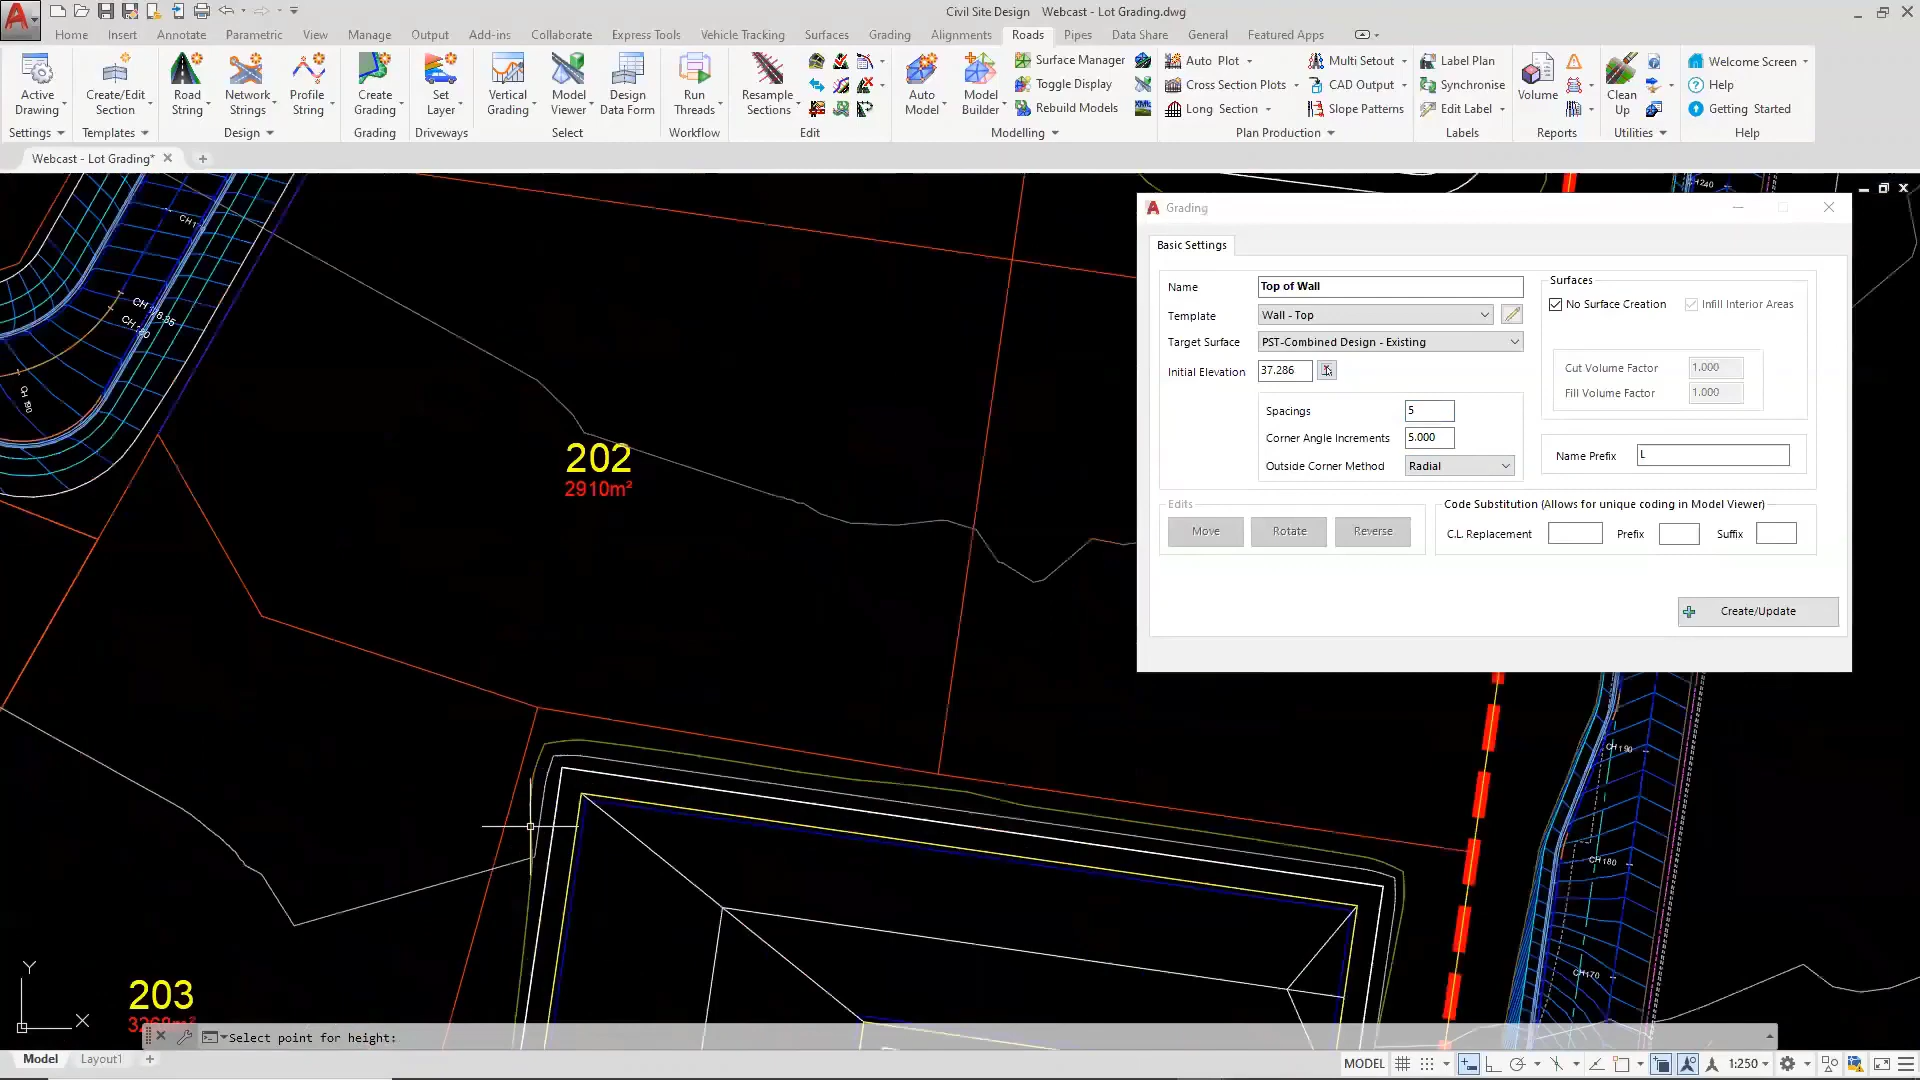 Civil Site Design Webcast - Lot Grading.dwg
Home Insert Annotate Parametric View Manage Output Add-ins Collaborate Express Tools Vehicle Tracking Surfaces Grading Alignments Roads Pipes Data Share General Featured Apps
Active Drawing
Create/Edit Section
Road String
Network Strings
Profile String
Create Grading
Set Layer
Vertical Grading
Model Viewer
Design Data Form
Run Threads
Resample Sections
Auto Model
Model Builder
Surface Manager
Toggle Display
Rebuild Models
Auto Plot
Cross Section Plots
Long Section
Multi Setout
CAD Output
Slope Patterns
Label Plan
Synchronise
Edit Label
Volume
Clean Up
Welcome Screen
Help
Getting Started
Settings Templates Design Grading Driveways Select Workflow Edit Modelling Plan Production Labels Reports Utilities Help
Webcast - Lot Grading*
Grading
Basic Settings
Name Top of Wall
Template Wall - Top
Target Surface PST-Combined Design - Existing
Initial Elevation 37.286
Spacings 5
Corner Angle Increments 5.000
Outside Corner Method Radial
Surfaces
No Surface Creation Infill Interior Areas
Cut Volume Factor 1.000
Fill Volume Factor 1.000
Name Prefix L
Edits
Move Rotate Reverse
Code Substitution (Allows for unique coding in Model Viewer)
C.L. Replacement Prefix Suffix
Create/Update
CH240
CH 190
202
2910m²
CH190
CH180
CH170
203
Y
X
Select point for height:
Model Layout1
MODEL 1:250